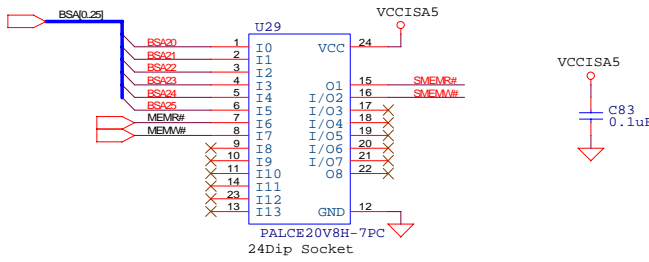 BSA[0.25]
U29
VCCISA5
BSA20 1 I0 VCC 24
BSA21 2 I1
BSA22 3 I2
BSA23 4 I3 O1 15 SMEMR#
BSA24 5 I4 I/O2 16 SMEMW#
BSA25 6 I5 I/O3 17
MEMR# 7 I6 I/O4 18
MEMW# 8 I7 I/O5 19
9 I8 I/O6 20
10 I9 I/O7 21
11 I10 O8 22
14 I11
23 I12
13 I13 GND 12
PALCE20V8H-7PC
24Dip Socket
VCCISA5
C83
0.1uF